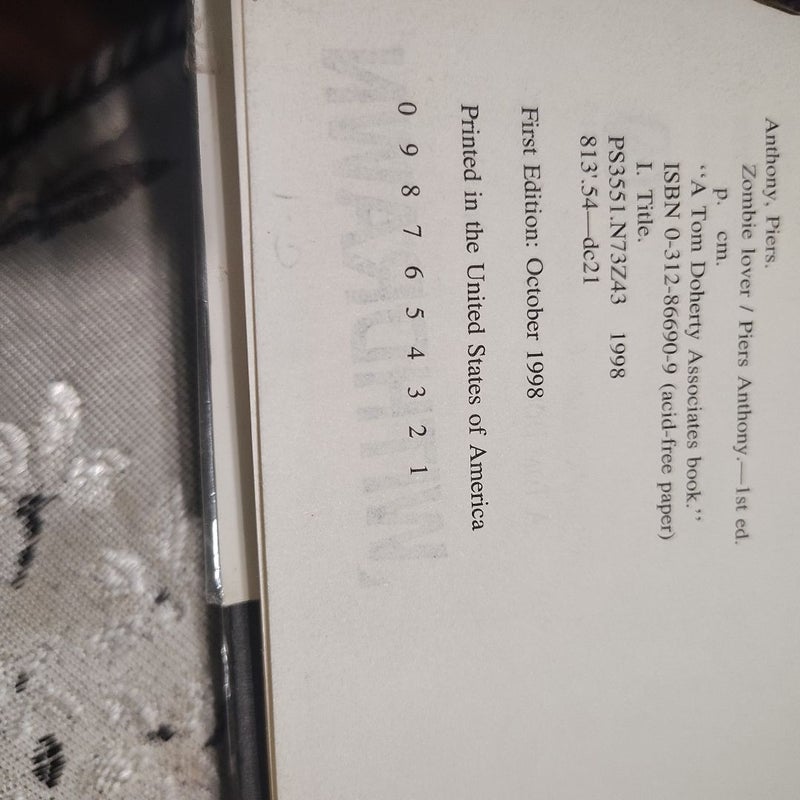 Anthony, Piers.
Zombie lover / Piers Anthony.—1st ed.
p. cm.
“A Tom Doherty Associates book.”
ISBN 0-312-86690-9 (acid-free paper)
I. Title.
PS3551.N73Z43 1998
813'.54—dc21
First Edition: October 1998
Printed in the United States of America
0 9 8 7 6 5 4 3 2 1